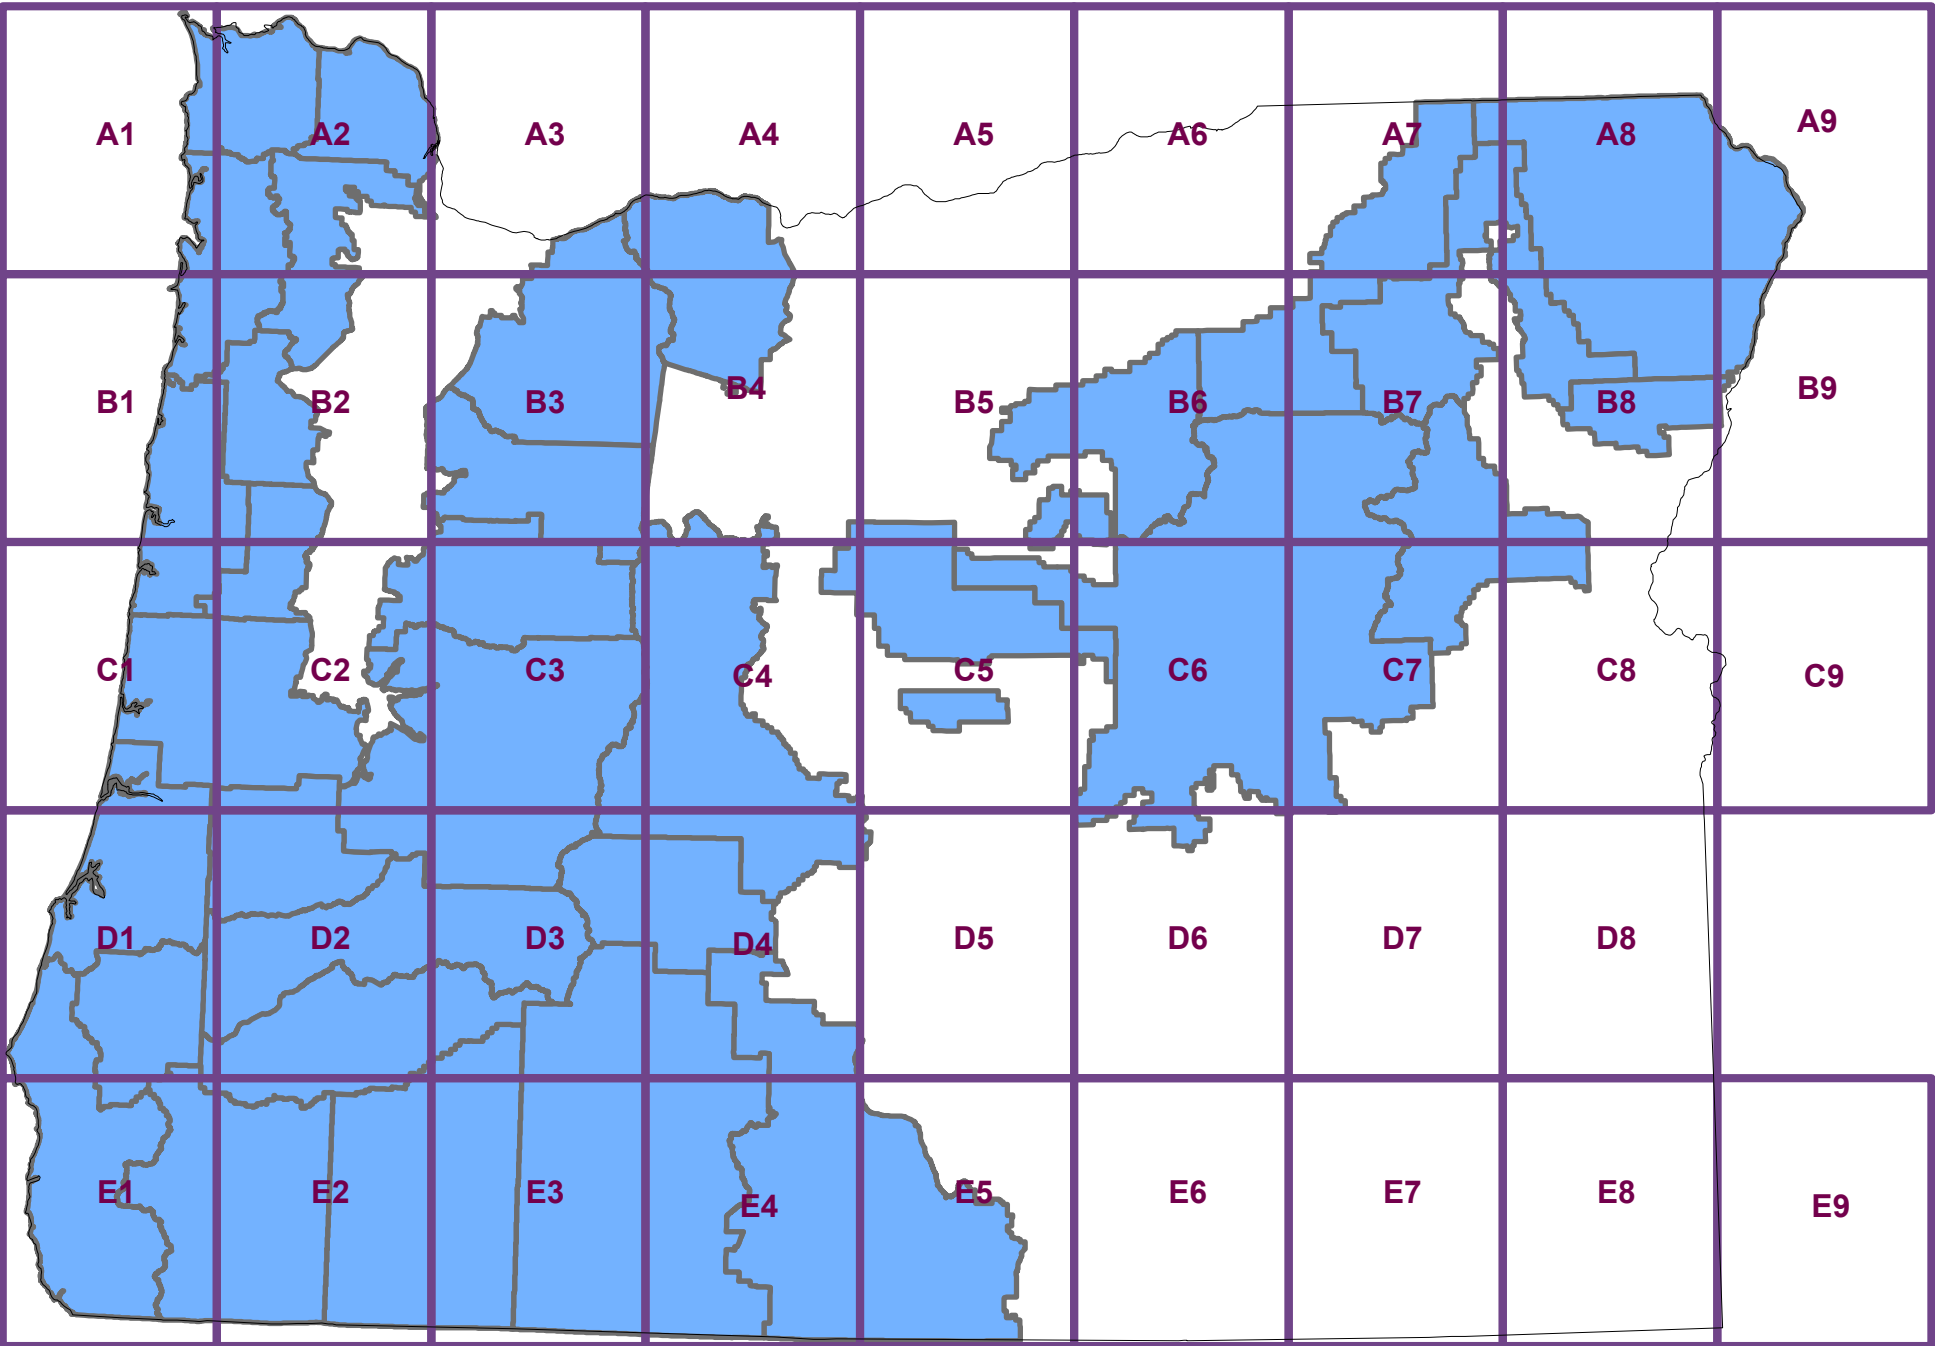 A1 A2 A3 A4 A5 A6 A7 A8 A9
B1 B2 B3 B4 B5 B6 B7 B8 B9
C1 C2 C3 C4 C5 C6 C7 C8 C9
D1 D2 D3 D4 D5 D6 D7 D8
E1 E2 E3 E4 E5 E6 E7 E8 E9